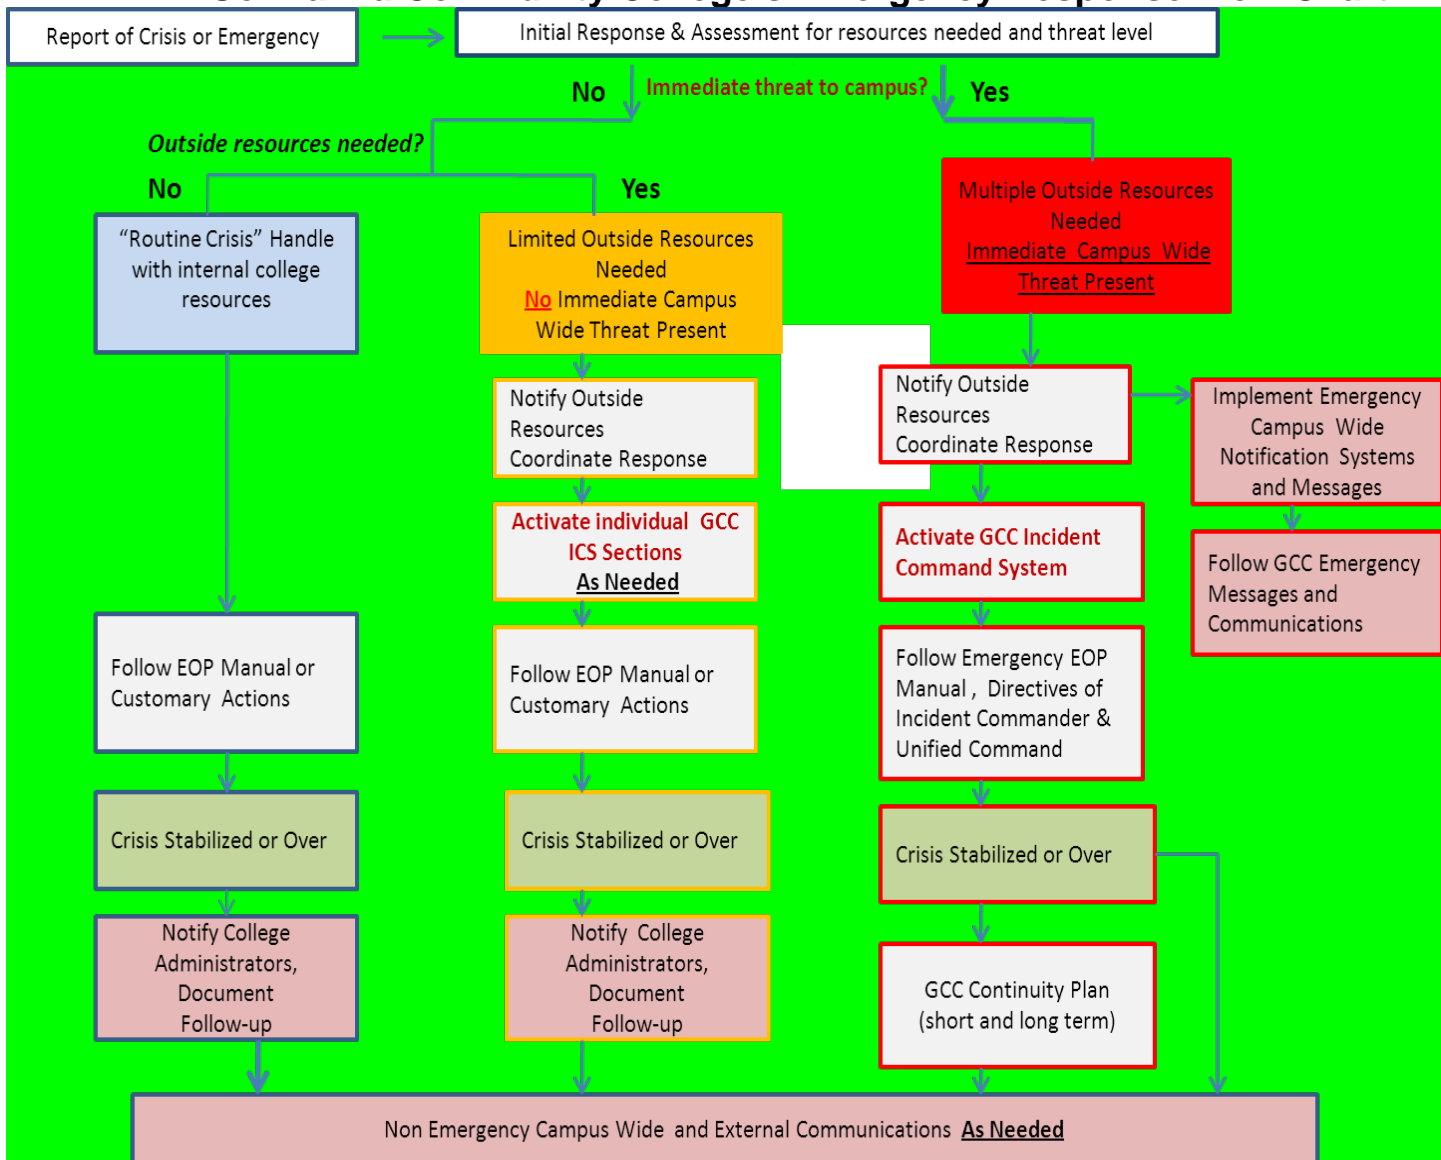 Report of Crisis or Emergency
Initial Response & Assessment for resources needed and threat level
No
Immediate threat to campus?
Yes
Outside resources needed?
No
Yes
“Routine Crisis” Handle
with internal college
resources
Limited Outside Resources
Needed
No Immediate Campus
Wide Threat Present
Multiple Outside Resources
Needed
Immediate Campus Wide
Threat Present
Notify Outside
Resources
Coordinate Response
Notify Outside
Resources
Coordinate Response
Implement Emergency
Campus Wide
Notification Systems
and Messages
Activate individual GCC
ICS Sections
As Needed
Activate GCC Incident
Command System
Follow GCC Emergency
Messages and
Communications
Follow EOP Manual or
Customary Actions
Follow EOP Manual or
Customary Actions
Follow Emergency EOP
Manual , Directives of
Incident Commander &
Unified Command
Crisis Stabilized or Over
Crisis Stabilized or Over
Crisis Stabilized or Over
Notify College
Administrators,
Document
Follow-up
Notify College
Administrators,
Document
Follow-up
GCC Continuity Plan
(short and long term)
Non Emergency Campus Wide and External Communications As Needed